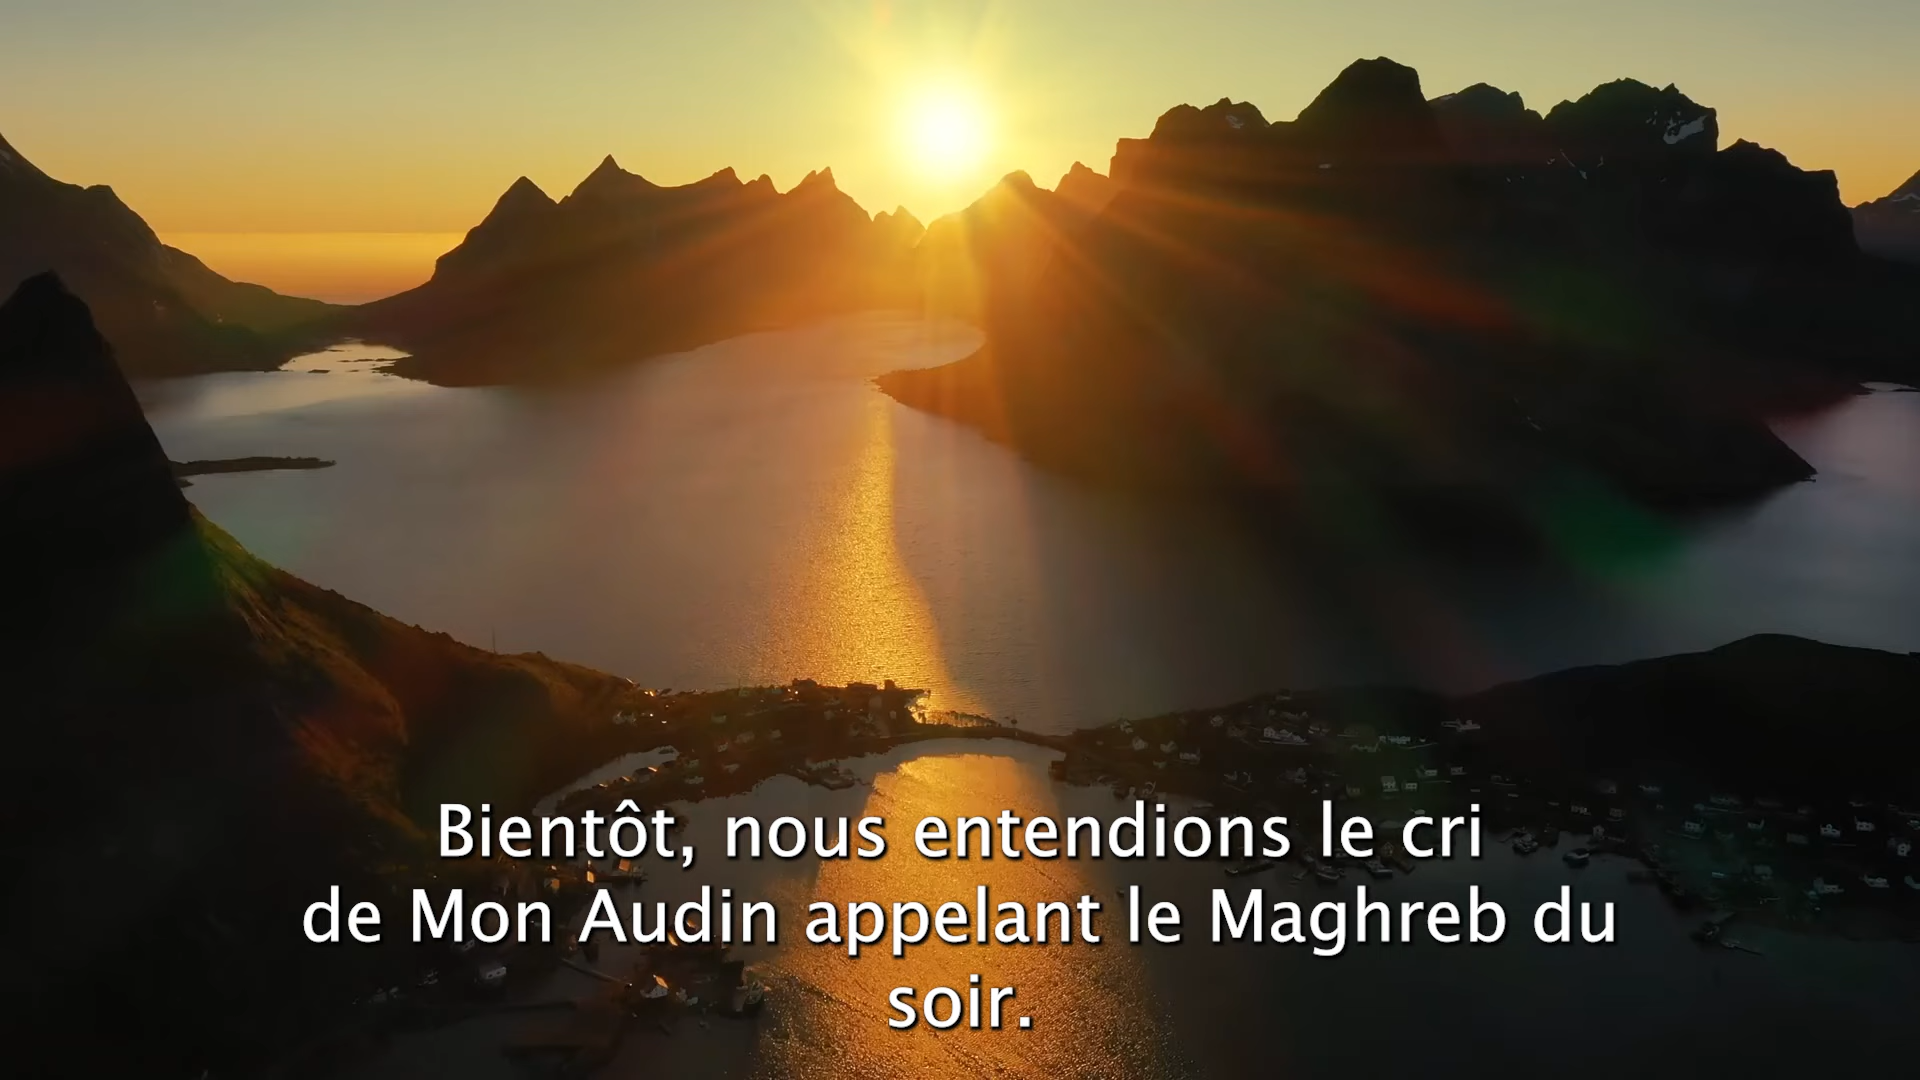 Bientôt, nous entendions le cri
de Mon Audin appelant le Maghreb du
soir.